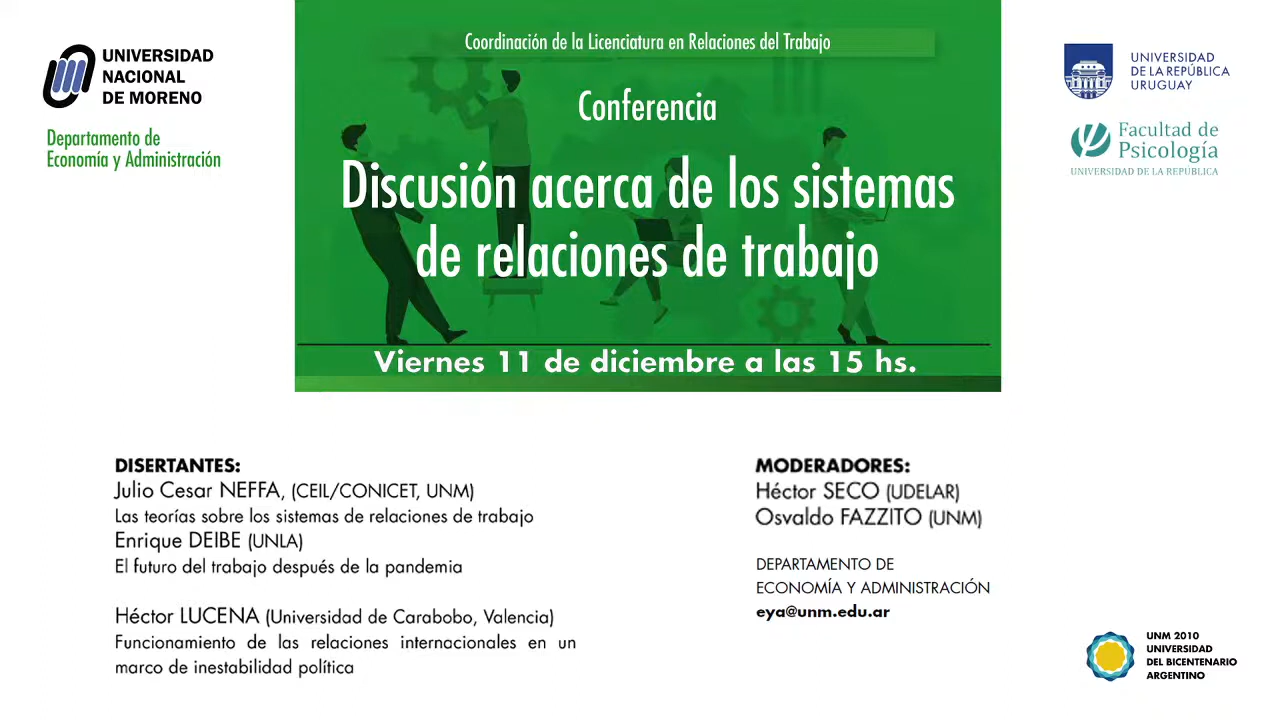 UNIVERSIDAD
NACIONAL
DE MORENO
Departamento de
Economía y Administración
Coordinación de la Licenciatura en Relaciones del Trabajo
Conferencia
Discusión acerca de los sistemas
de relaciones de trabajo
Viernes 11 de diciembre a las 15 hs.
UNIVERSIDAD
DE LA REPÚBLICA
URUGUAY
Facultad de
Psicología
UNIVERSIDAD DE LA REPÚBLICA
DISERTANTES:
Julio Cesar NEFFA, (CEIL/CONICET, UNM)
Las teorías sobre los sistemas de relaciones de trabajo
Enrique DEIBE (UNLA)
El futuro del trabajo después de la pandemia
Héctor LUCENA (Universidad de Carabobo, Valencia)
Funcionamiento de las relaciones internacionales en un
marco de inestabilidad política
MODERADORES:
Héctor SECO (UDELAR)
Osvaldo FAZZITO (UNM)
DEPARTAMENTO DE
ECONOMÍA Y ADMINISTRACIÓN
eya@unm.edu.ar
UNM 2010
UNIVERSIDAD
DEL BICENTENARIO
ARGENTINO